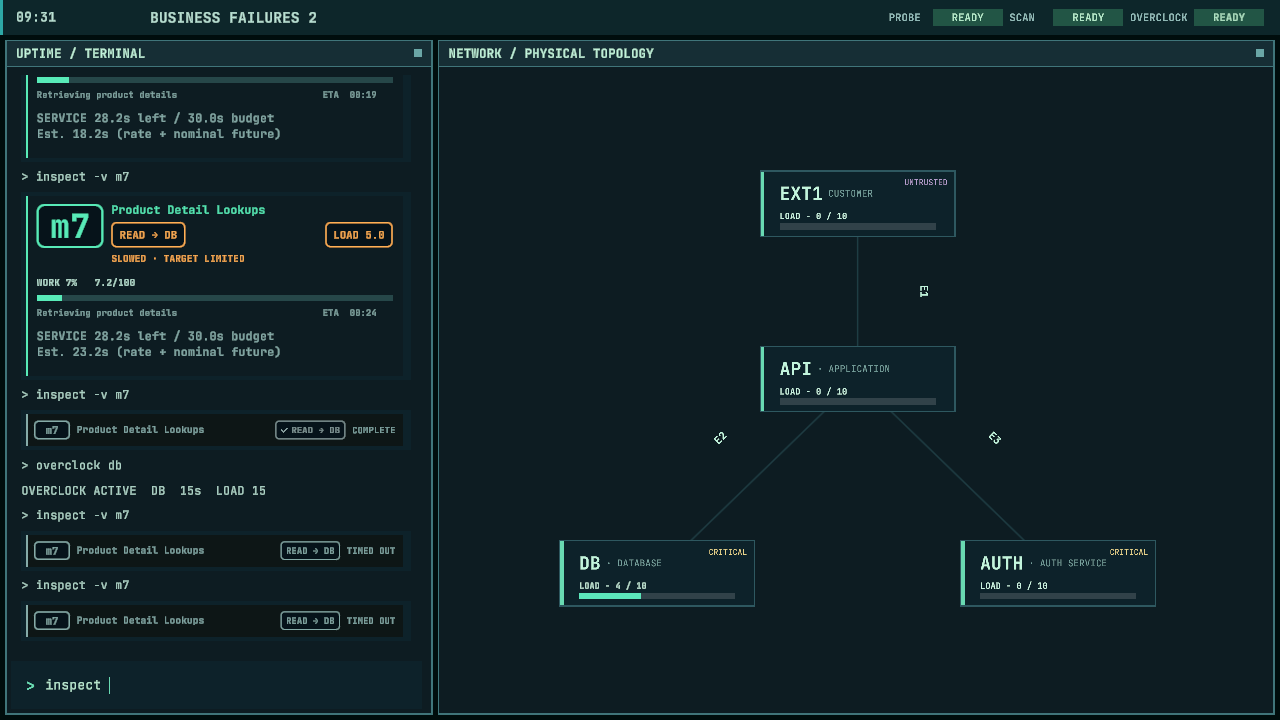 09:31 BUSINESS FAILURES 2 PROBE READY SCAN READY OVERCLOCK READY
UPTIME / TERMINAL
Retrieving product details ETA 00:19
SERVICE 28.2s left / 30.0s budget
Est. 18.2s (rate + nominal future)
> inspect -v m7
m7 Product Detail Lookups
READ → DB LOAD 5.0
SLOWED · TARGET LIMITED
WORK 7% 7.2/100
Retrieving product details ETA 00:24
SERVICE 28.2s left / 30.0s budget
Est. 23.2s (rate + nominal future)
> inspect -v m7
m7 Product Detail Lookups ✓ READ → DB COMPLETE
> overclock db
OVERCLOCK ACTIVE DB 15s LOAD 15
> inspect -v m7
m7 Product Detail Lookups READ → DB TIMED OUT
> inspect -v m7
m7 Product Detail Lookups READ → DB TIMED OUT
> inspect
NETWORK / PHYSICAL TOPOLOGY
UNTRUSTED
EXT1 CUSTOMER
LOAD - 0 / 10
E1
API · APPLICATION
LOAD - 0 / 10
E2
E3
CRITICAL
DB · DATABASE
LOAD - 4 / 10
CRITICAL
AUTH · AUTH SERVICE
LOAD - 0 / 10